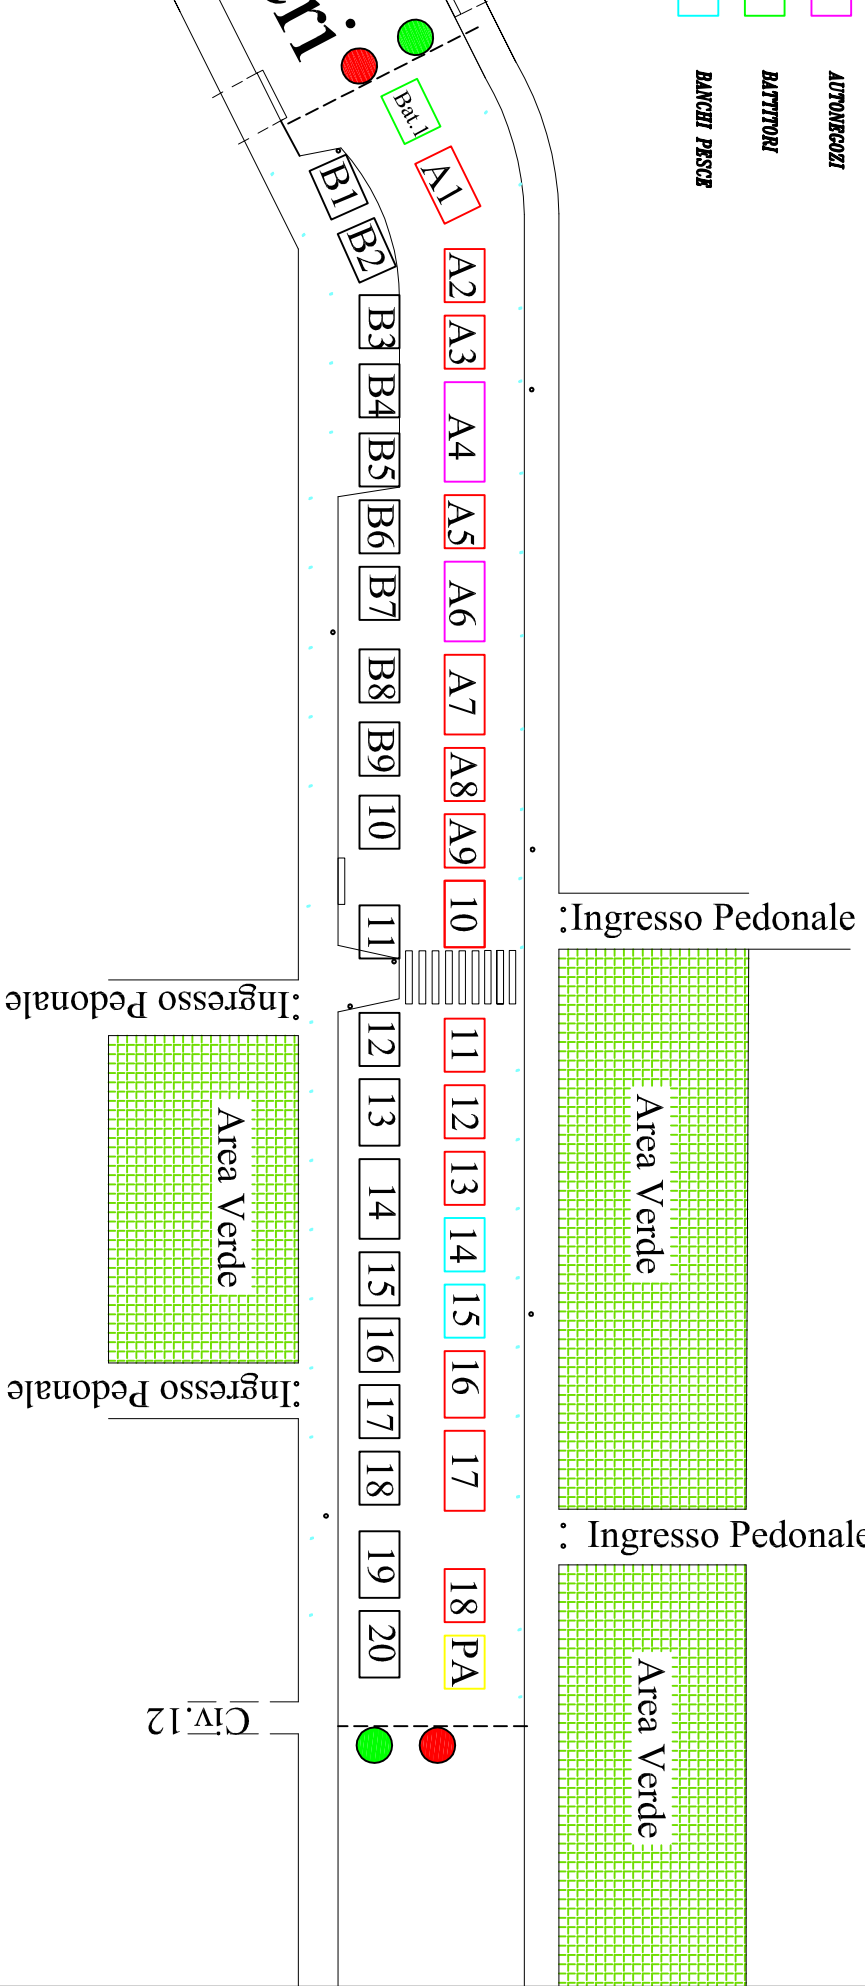 AUTONEGOZI
BATTITORI
BANCHI PESCE
ri
Bat.1
A1
A2
A3
A4
A5
A6
A7
A8
A9
10
11
12
13
14
15
16
17
18
PA
B1
B2
B3
B4
B5
B6
B7
B8
B9
10
11
12
13
14
15
16
17
18
19
20
Ingresso Pedonale
Area Verde
Ingresso Pedonale
Area Verde
Ingresso Pedonale
Area Verde
Ingresso Pedonale
Civ.12